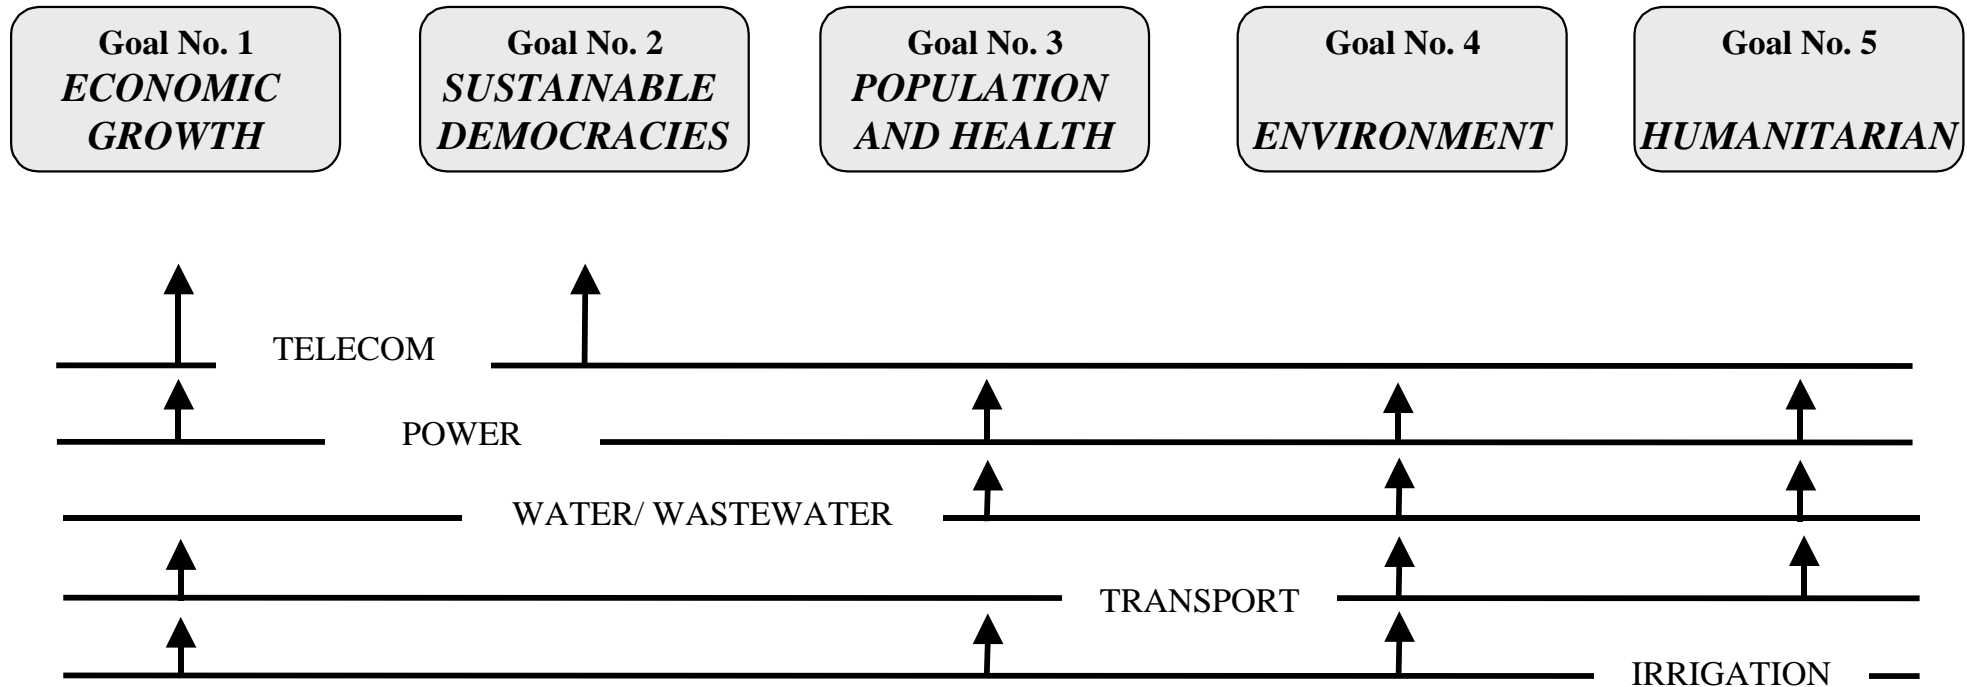 Goal No. 1
ECONOMIC
GROWTH
Goal No. 2
SUSTAINABLE
DEMOCRACIES
Goal No. 3
POPULATION
AND HEALTH
Goal No. 4
ENVIRONMENT
Goal No. 5
HUMANITARIAN
TELECOM
POWER
WATER/ WASTEWATER
TRANSPORT
IRRIGATION